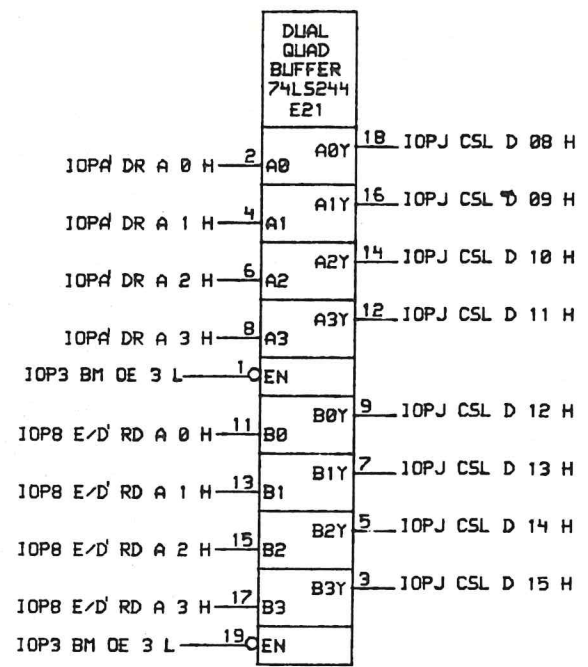 DUAL
QUAD
BUFFER
74LS244
E21
IOPA' DR A 0 H 2 A0 A0Y 18 IOPJ CSL D 08 H
IOPA' DR A 1 H 4 A1 A1Y 16 IOPJ CSL D 09 H
IOPA' DR A 2 H 6 A2 A2Y 14 IOPJ CSL D 10 H
IOPA' DR A 3 H 8 A3 A3Y 12 IOPJ CSL D 11 H
IOP3 BM OE 3 L 1 EN
IOP8 E/D' RD A 0 H 11 B0 B0Y 9 IOPJ CSL D 12 H
IOP8 E/D' RD A 1 H 13 B1 B1Y 7 IOPJ CSL D 13 H
IOP8 E/D' RD A 2 H 15 B2 B2Y 5 IOPJ CSL D 14 H
IOP8 E/D' RD A 3 H 17 B3 B3Y 3 IOPJ CSL D 15 H
IOP3 BM OE 3 L 19 EN